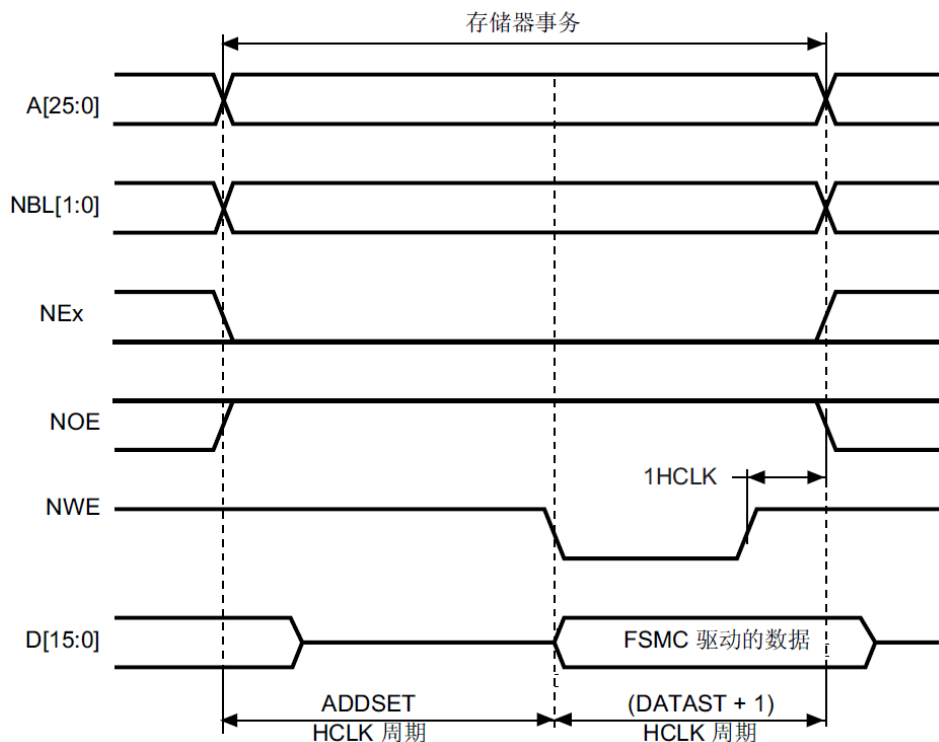 存储器事务
A[25:0]
NBL[1:0]
NEx
NOE
1HCLK
NWE
D[15:0]
FSMC 驱动的数据
ADDSET
HCLK 周期
(DATAST + 1)
HCLK 周期